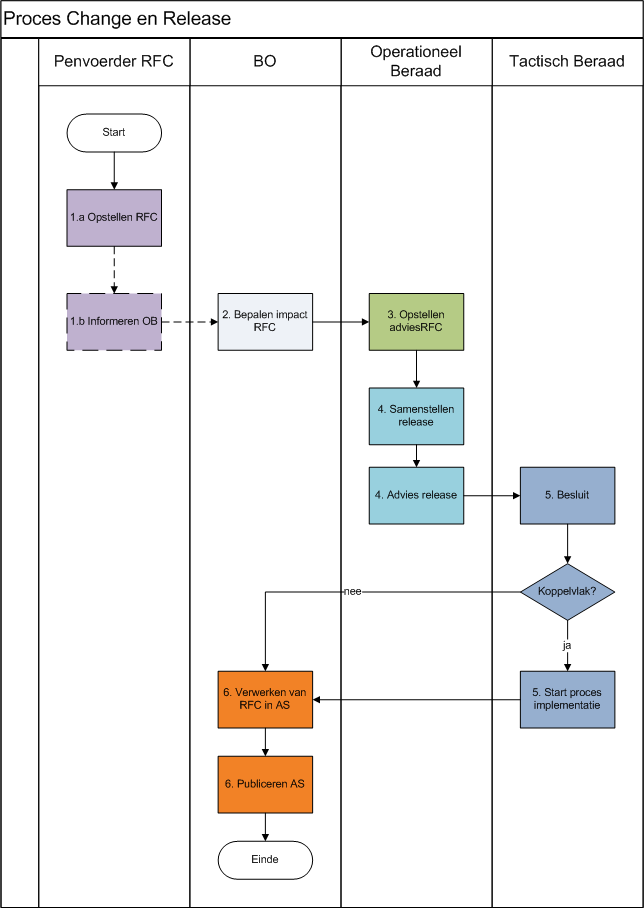 Proces Change en Release
Penvoerder RFC
BO
Operationeel
Beraad
Tactisch Beraad
Start
1.a Opstellen RFC
1.b Informeren OB
2. Bepalen impact
RFC
3. Opstellen
adviesRFC
4. Samenstellen
release
4. Advies release
5. Besluit
Koppelvlak?
nee
ja
6. Verwerken van
RFC in AS
5. Start proces
implementatie
6. Publiceren AS
Einde